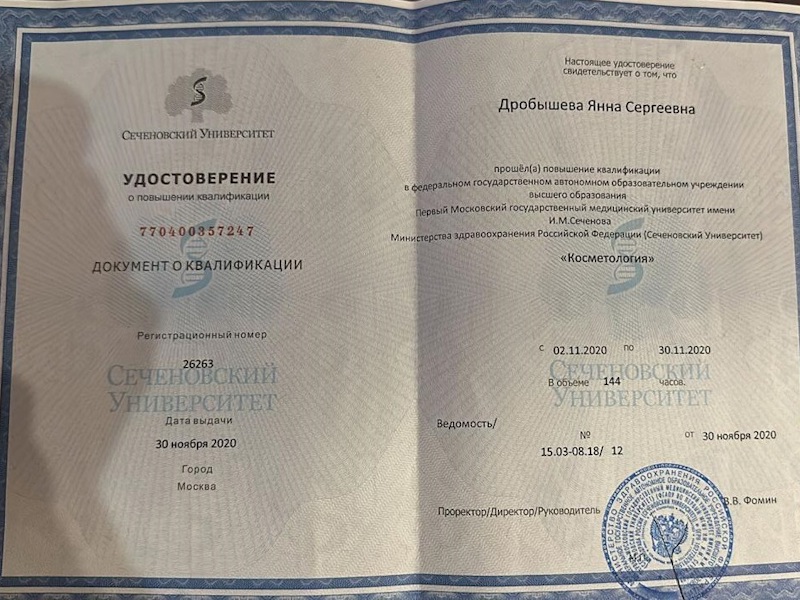 Сеченовский Университет
УДОСТОВЕРЕНИЕ
о повышении квалификации
770400357247
ДОКУМЕНТ О КВАЛИФИКАЦИИ
Регистрационный номер
26263
Сеченовский
Университет
Дата выдачи
30 ноября 2020
Город
Москва
Настоящее удостоверение
свидетельствует о том, что
Дробышева Янна Сергеевна
прошёл(а) повышение квалификации
в федеральном государственном автономном образовательном учреждении
высшего образования
Первый Московский государственный медицинский университет имени
И.М.Сеченова
Министерства здравоохранения Российской Федерации (Сеченовский Университет)
«Косметология»
с 02.11.2020 по 30.11.2020
Сеченовский
В объеме 144 часов.
Университет
Ведомость/
№ от 30 ноября 2020
15.03-08.18/ 12
В.В. Фомин
Проректор/Директор/Руководитель